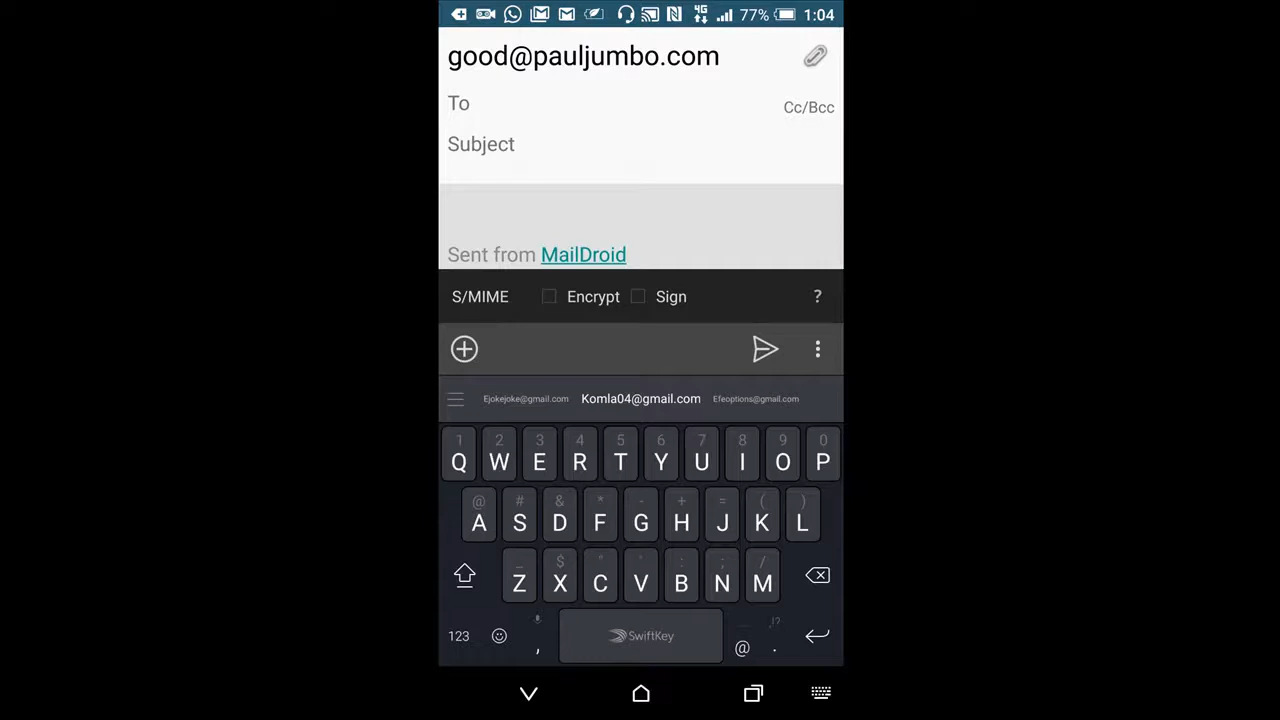 4G 77% 1:04
good@pauljumbo.com
To Cc/Bcc
Subject
Sent from MailDroid
S/MIME Encrypt Sign ?
Ejokejoke@gmail.com Komla04@gmail.com Efeoptions@gmail.com
1 2 3 4 5 6 7 8 9 0
Q W E R T Y U I O P
@ # & * - + = ( )
A S D F G H J K L
_ $ " ' : ; /
Z X C V B N M
123 , SwiftKey @ . ,!?